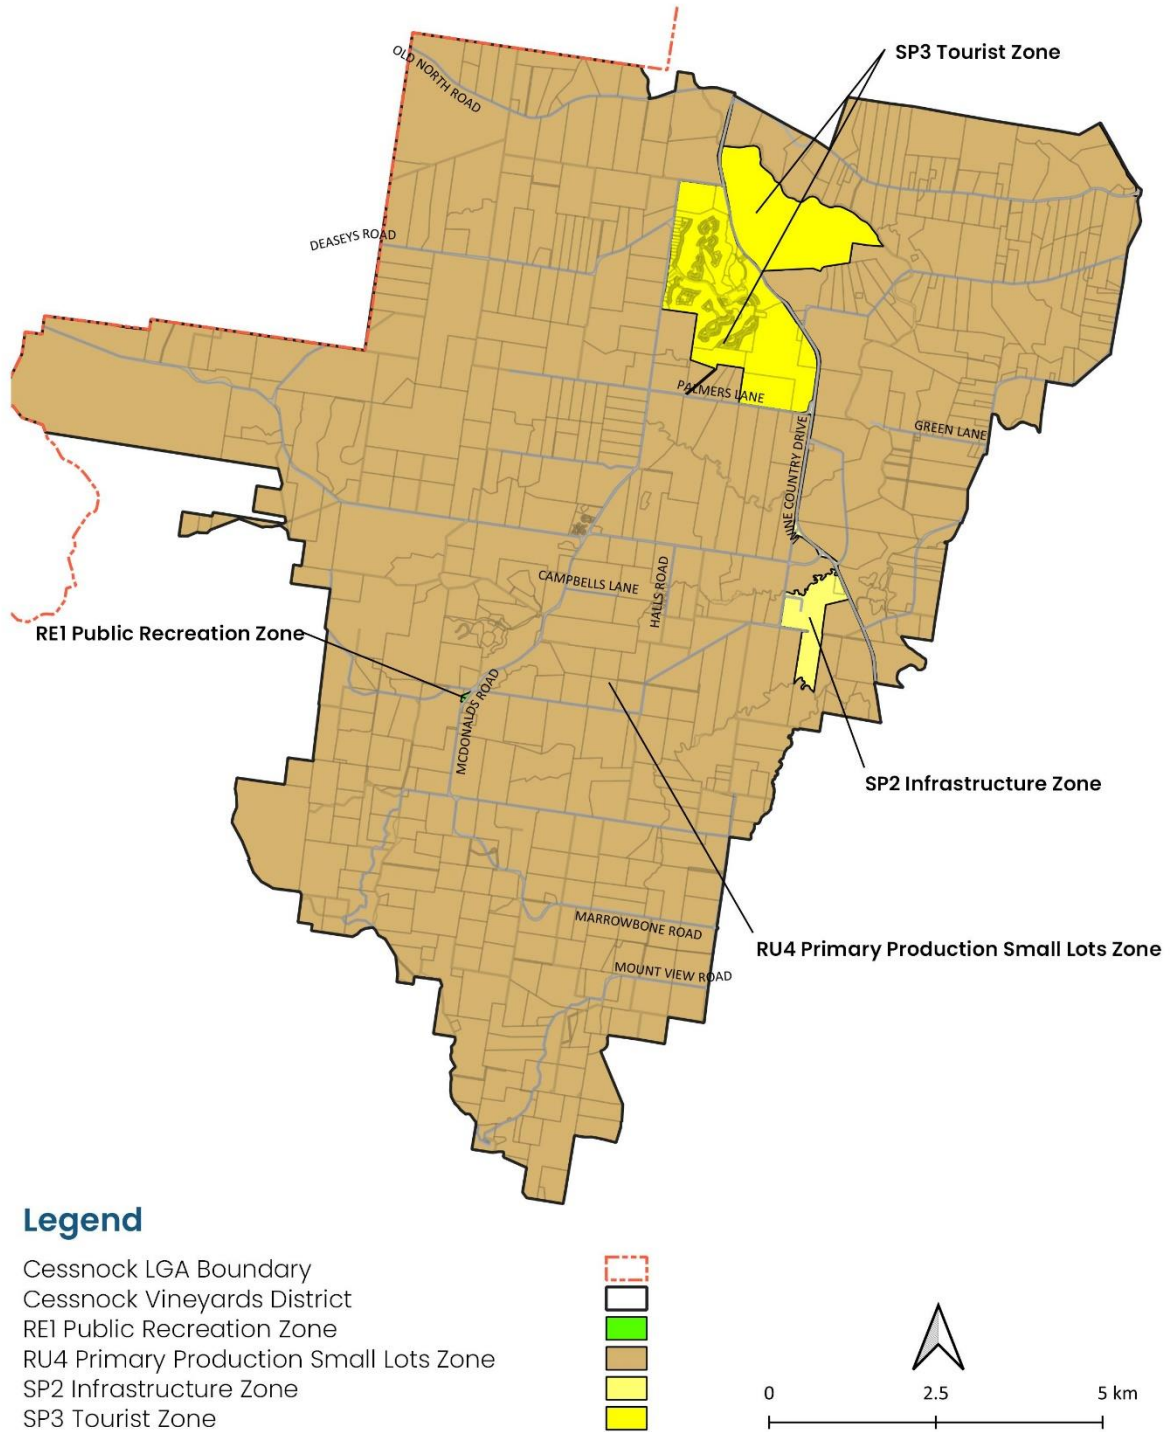 SP3 Tourist Zone
OLD NORTH ROAD
DEASEYS ROAD
PALMERS LANE
GREEN LANE
WINE COUNTRY DRIVE
CAMPBELLS LANE
HALLS ROAD
RE1 Public Recreation Zone
MCDONALDS ROAD
SP2 Infrastructure Zone
MARROWBONE ROAD
RU4 Primary Production Small Lots Zone
MOUNT VIEW ROAD
Legend
Cessnock LGA Boundary
Cessnock Vineyards District
RE1 Public Recreation Zone
RU4 Primary Production Small Lots Zone
SP2 Infrastructure Zone
SP3 Tourist Zone
0 2.5 5 km